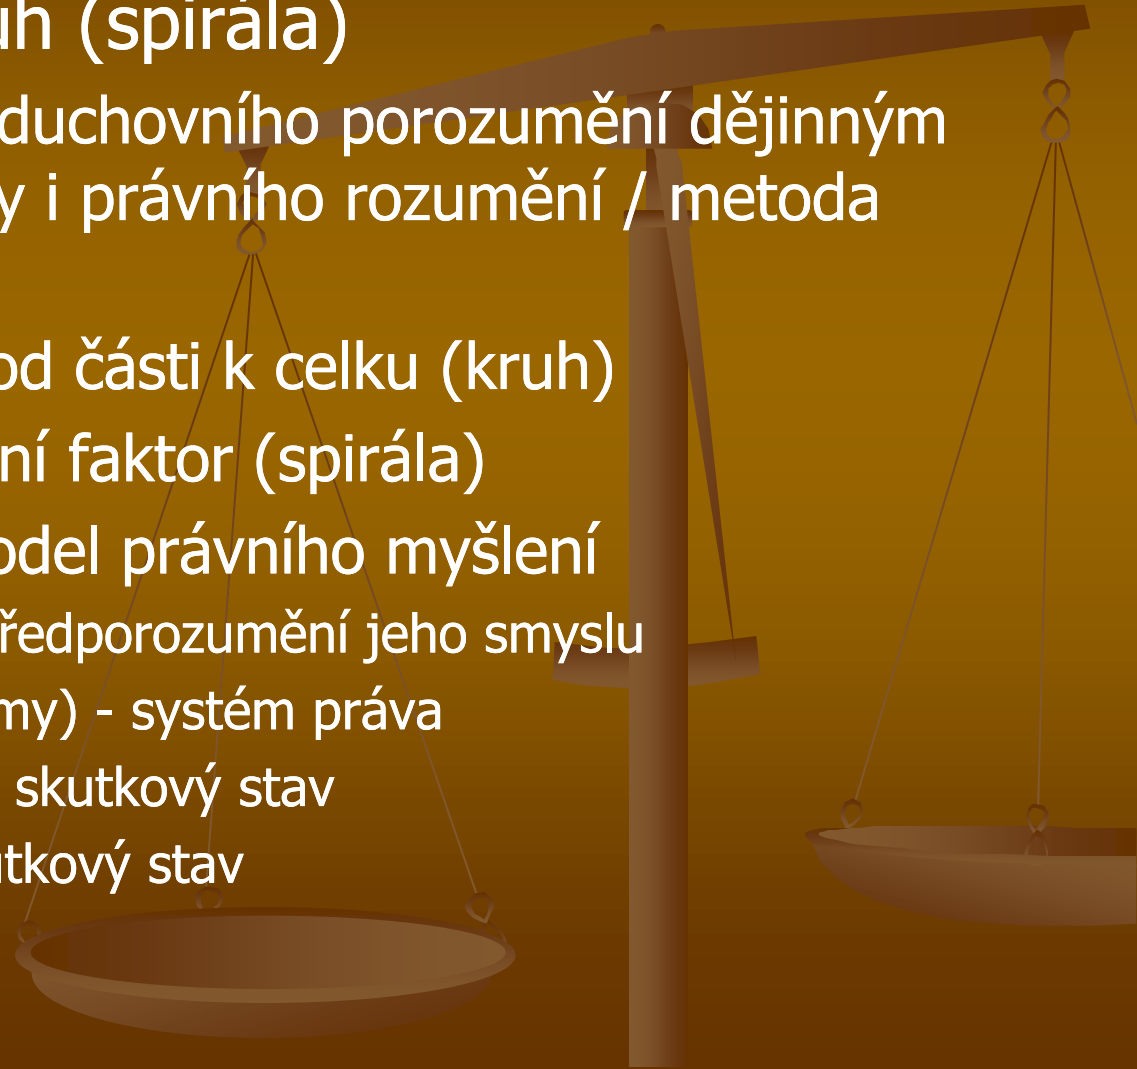 uh (spirála)
duchovního porozumění dějinným
y i právního rozumění / metoda
od části k celku (kruh)
ní faktor (spirála)
odel právního myšlení
ředporozumění jeho smyslu
my) - systém práva
skutkový stav
utkový stav